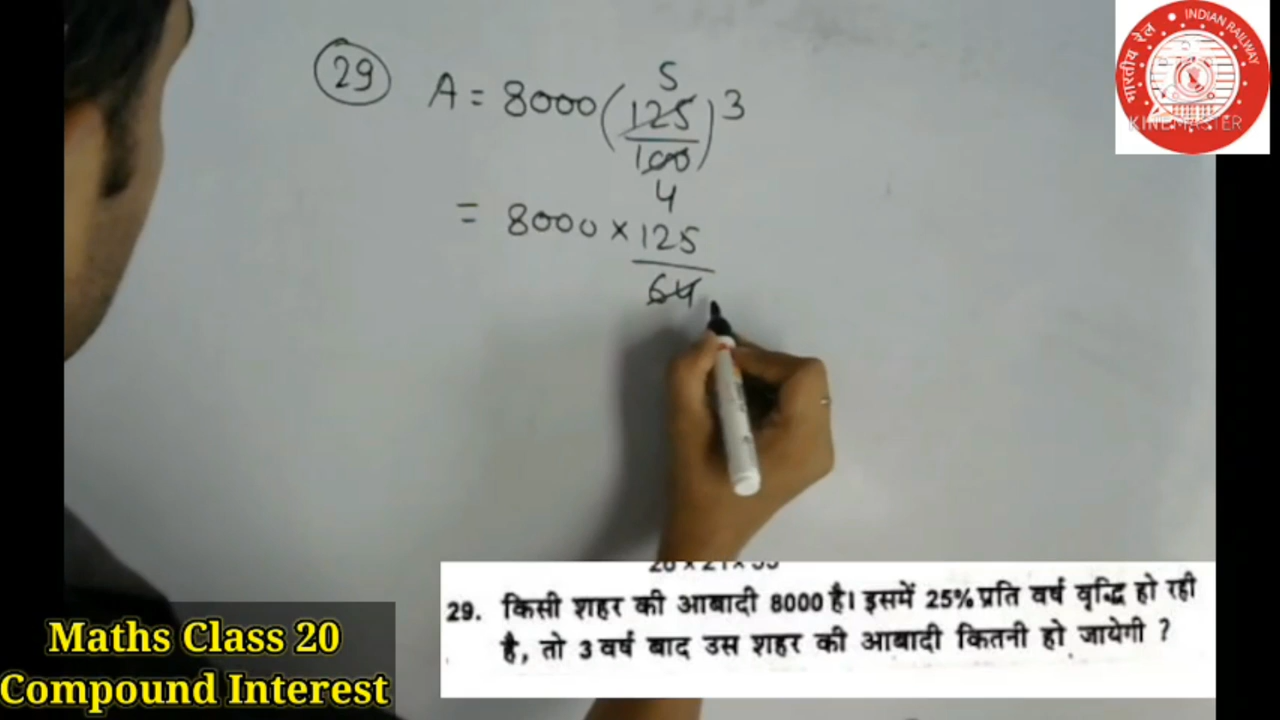 भारतीय रेल INDIAN RAILWAY
KINEMASTER
29 A = 8000 (125/100)3
5
4
= 8000 × 125/64
29. किसी शहर की आबादी 8000 है। इसमें 25% प्रति वर्ष वृद्धि हो रही
है, तो 3 वर्ष बाद उस शहर की आबादी कितनी हो जायेगी ?
Maths Class 20
Compound Interest